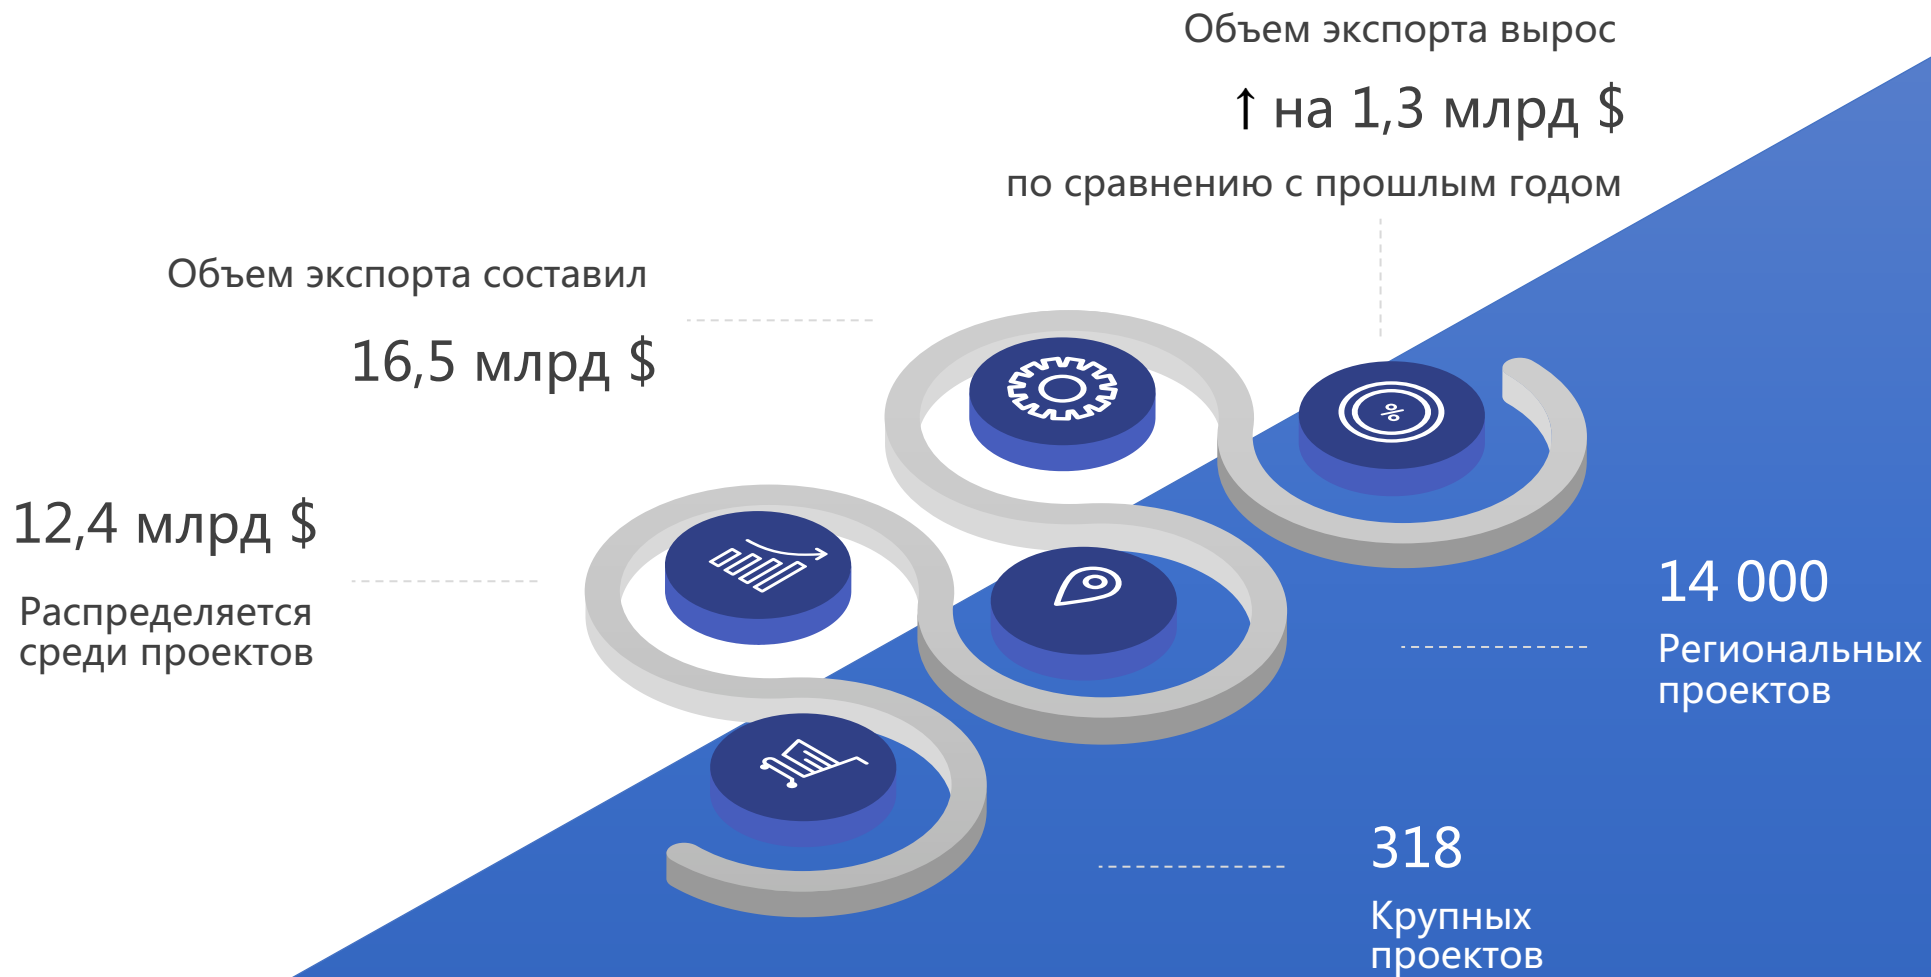 Объем экспорта вырос
↑ на 1,3 млрд $
по сравнению с прошлым годом
Объем экспорта составил
16,5 млрд $
%
12,4 млрд $
Распределяется
среди проектов
14 000
Региональных
проектов
318
Крупных
проектов